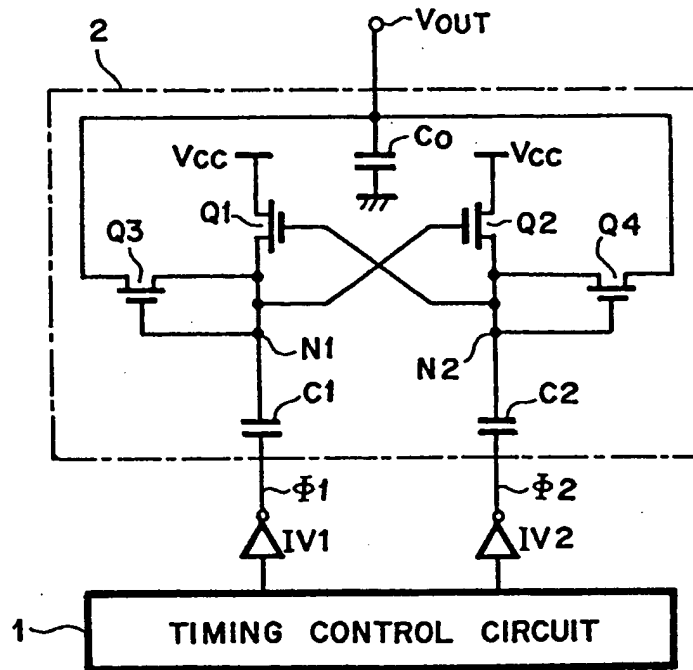 2
VOUT
Co
VCC
VCC
Q1
Q2
Q3
Q4
N1
N2
C1
C2
Φ1
Φ2
IV1
IV2
1
TIMING CONTROL CIRCUIT